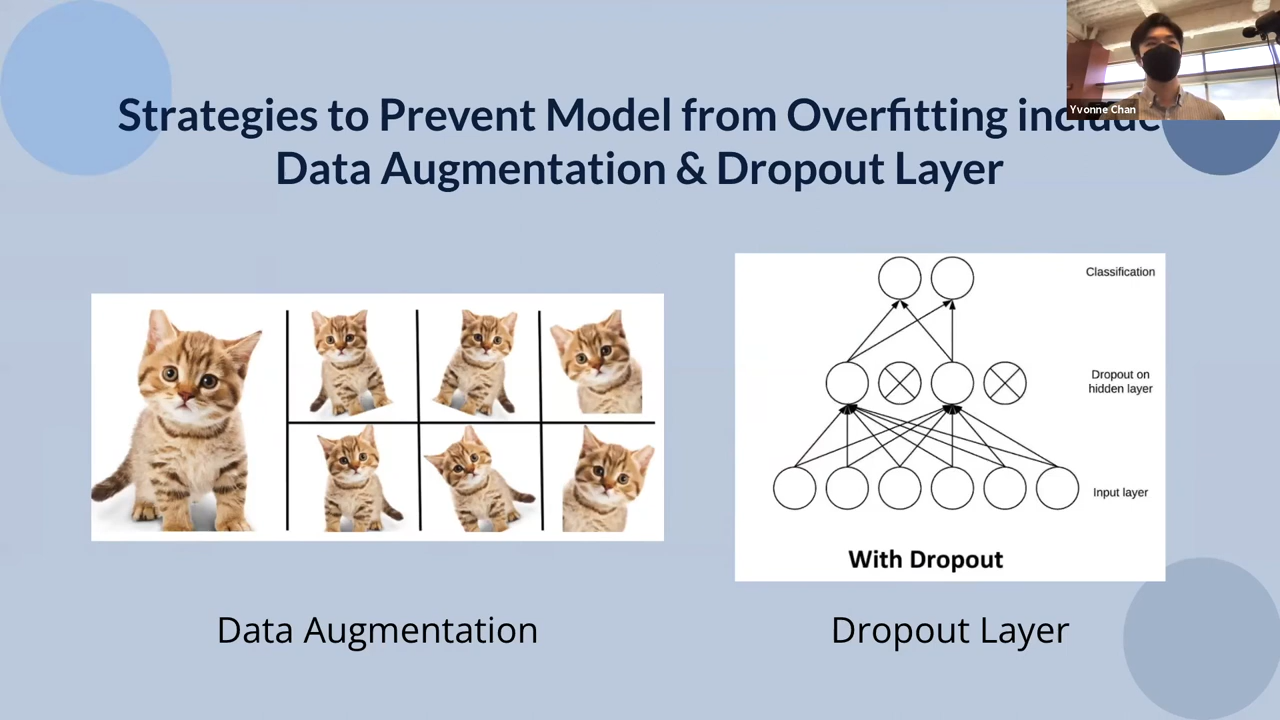 Strategies to Prevent Model from Overfitting include
Data Augmentation & Dropout Layer
Yvonne Chan
Classification
Dropout on
hidden layer
Input layer
With Dropout
Data Augmentation
Dropout Layer